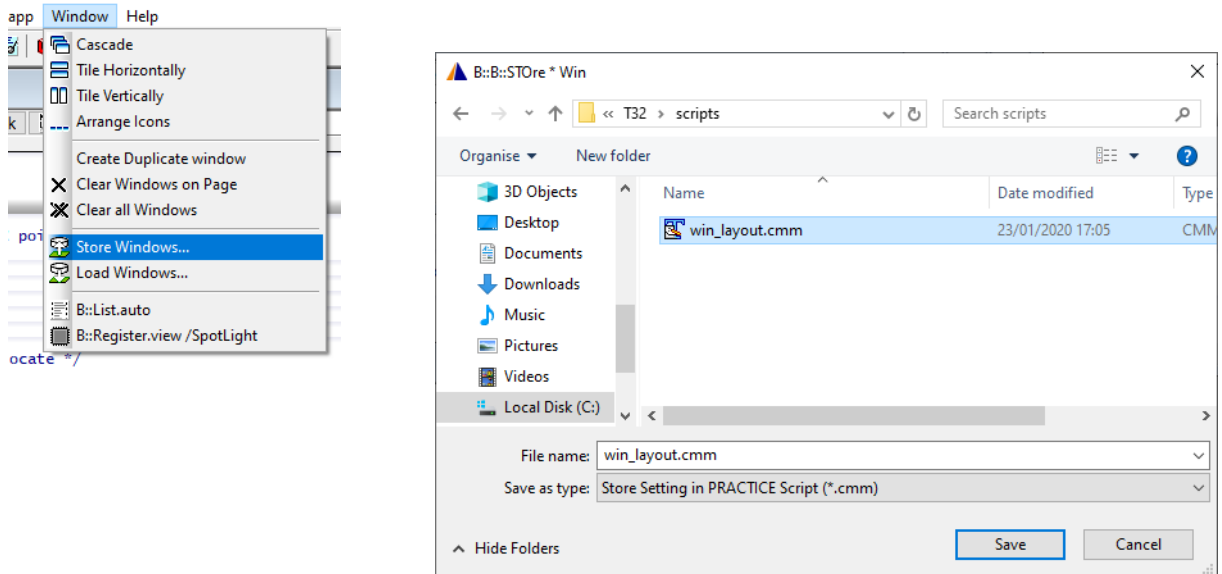 app Window Help
Cascade
Tile Horizontally
Tile Vertically
k
Arrange Icons
Create Duplicate window
Clear Windows on Page
Clear all Windows
poi
Store Windows...
Load Windows...
B::List.auto
B::Register.view /SpotLight
ocate */
B::B::STOre * Win
« T32 › scripts
Search scripts
Organise New folder
?
3D Objects
Desktop
Documents
Downloads
Music
Pictures
Videos
Local Disk (C:)
Name Date modified Type
win_layout.cmm 23/01/2020 17:05 CMM
File name: win_layout.cmm
Save as type: Store Setting in PRACTICE Script (*.cmm)
Hide Folders Save Cancel